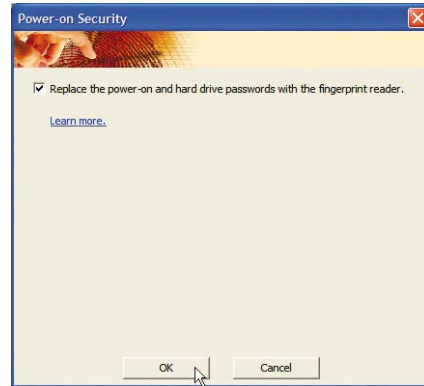 Power-on Security
Replace the power-on and hard drive passwords with the fingerprint reader.
Learn more.
OK
Cancel